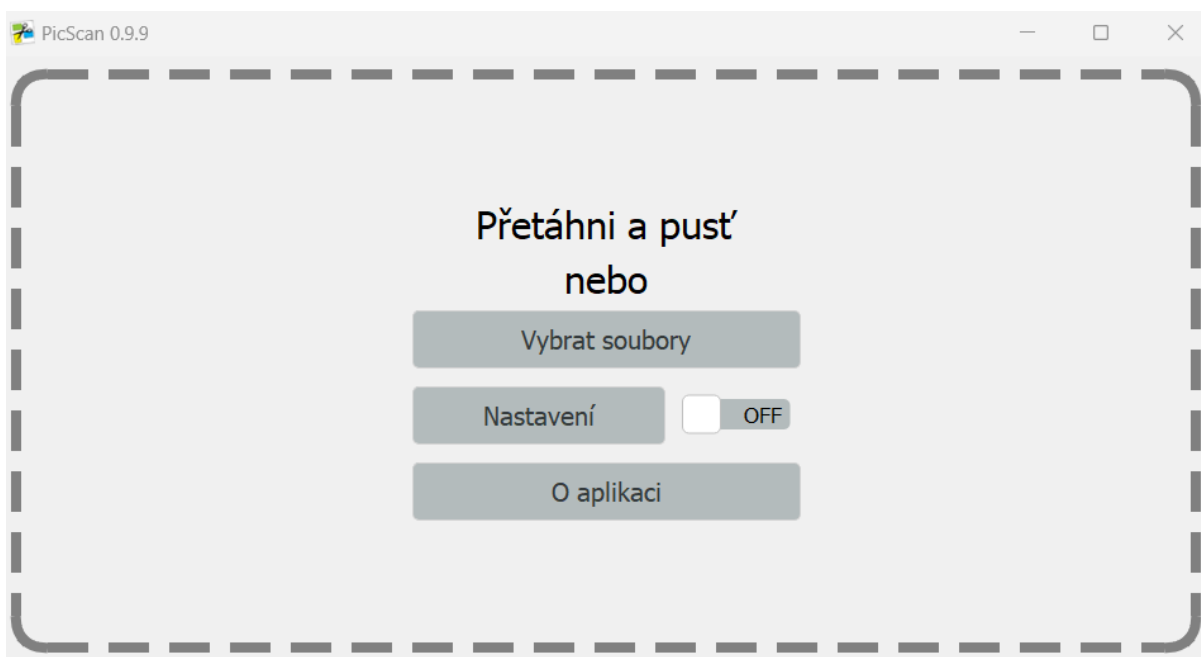 PicScan 0.9.9
Přetáhni a pusť
nebo
Vybrat soubory
Nastavení OFF
O aplikaci